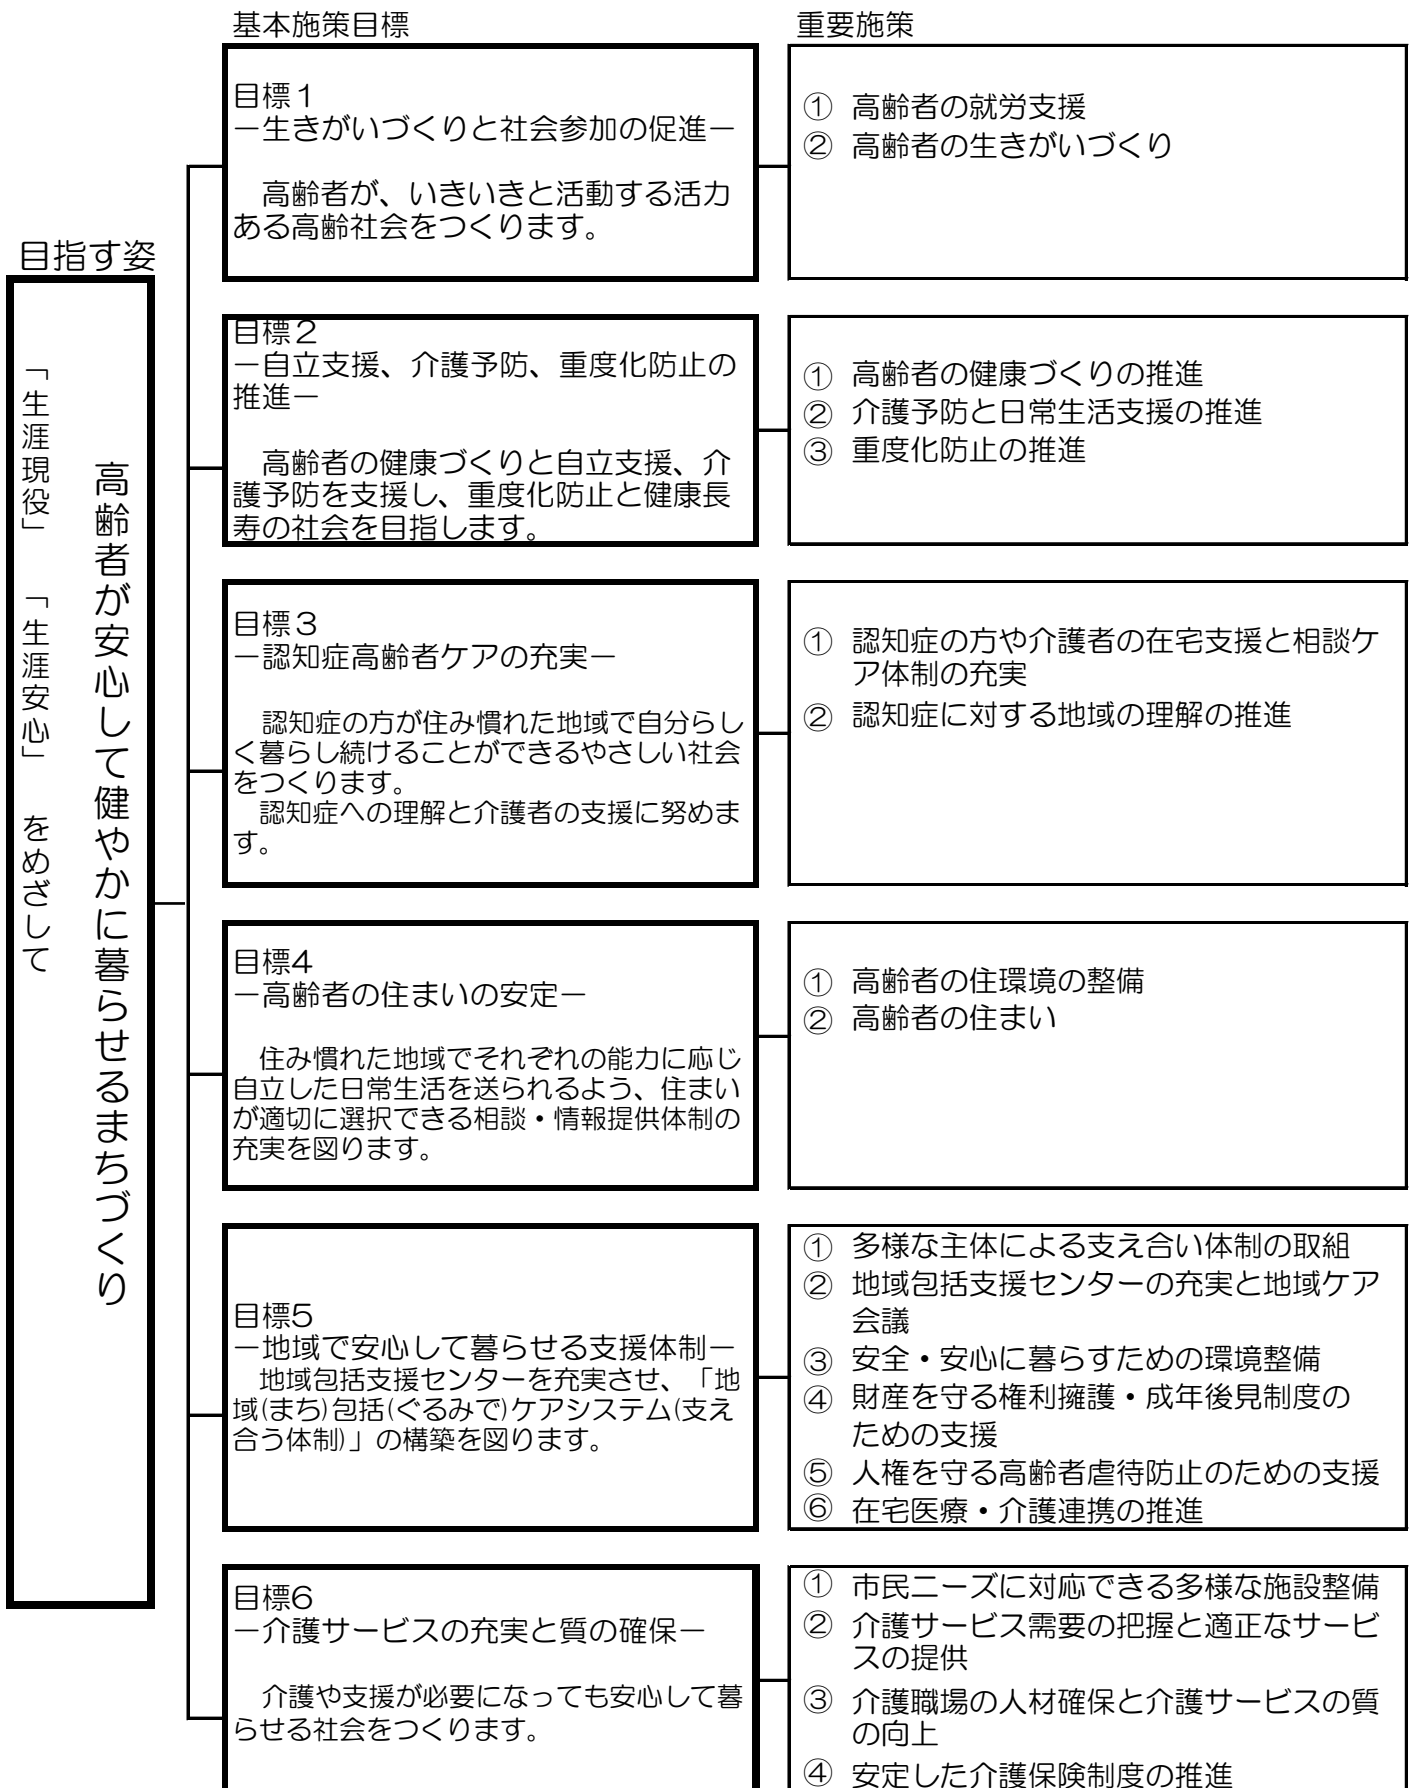 基本施策目標
重要施策
目指す姿
「生涯現役」 「生涯安心」 をめざして
高齢者が安心して健やかに暮らせるまちづくり
目標１
－生きがいづくりと社会参加の促進－
高齢者が、いきいきと活動する活力
ある高齢社会をつくります。
① 高齢者の就労支援
② 高齢者の生きがいづくり
目標２
－自立支援、介護予防、重度化防止の
推進－
高齢者の健康づくりと自立支援、介
護予防を支援し、重度化防止と健康長
寿の社会を目指します。
① 高齢者の健康づくりの推進
② 介護予防と日常生活支援の推進
③ 重度化防止の推進
目標３
－認知症高齢者ケアの充実－
認知症の方が住み慣れた地域で自分らし
く暮らし続けることができるやさしい社会
をつくります。
認知症への理解と介護者の支援に努めま
す。
① 認知症の方や介護者の在宅支援と相談ケ
ア体制の充実
② 認知症に対する地域の理解の推進
目標4
－高齢者の住まいの安定－
住み慣れた地域でそれぞれの能力に応じ
自立した日常生活を送られるよう、住まい
が適切に選択できる相談・情報提供体制の
充実を図ります。
① 高齢者の住環境の整備
② 高齢者の住まい
目標5
－地域で安心して暮らせる支援体制－
地域包括支援センターを充実させ、「地
域(まち)包括(ぐるみで)ケアシステム(支え
合う体制)」の構築を図ります。
① 多様な主体による支え合い体制の取組
② 地域包括支援センターの充実と地域ケア
会議
③ 安全・安心に暮らすための環境整備
④ 財産を守る権利擁護・成年後見制度の
ための支援
⑤ 人権を守る高齢者虐待防止のための支援
⑥ 在宅医療・介護連携の推進
目標6
－介護サービスの充実と質の確保－
介護や支援が必要になっても安心して暮
らせる社会をつくります。
① 市民ニーズに対応できる多様な施設整備
② 介護サービス需要の把握と適正なサービ
スの提供
③ 介護職場の人材確保と介護サービスの質
の向上
④ 安定した介護保険制度の推進